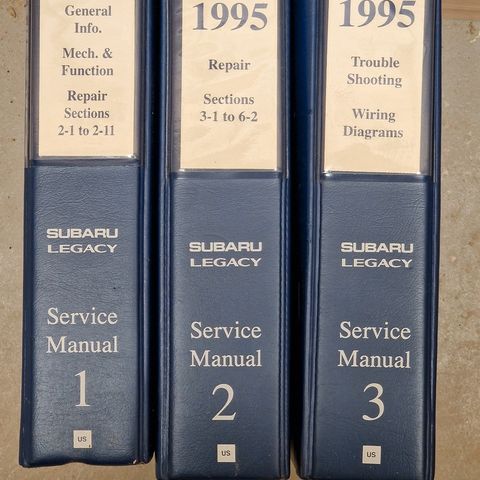 General
Info.
Mech. &
Function
Repair
Sections
2-1 to 2-11
SUBARU
LEGACY
Service
Manual
1
US
1995
Repair
Sections
3-1 to 6-2
SUBARU
LEGACY
Service
Manual
2
US
1995
Trouble
Shooting
Wiring
Diagrams
SUBARU
LEGACY
Service
Manual
3
US